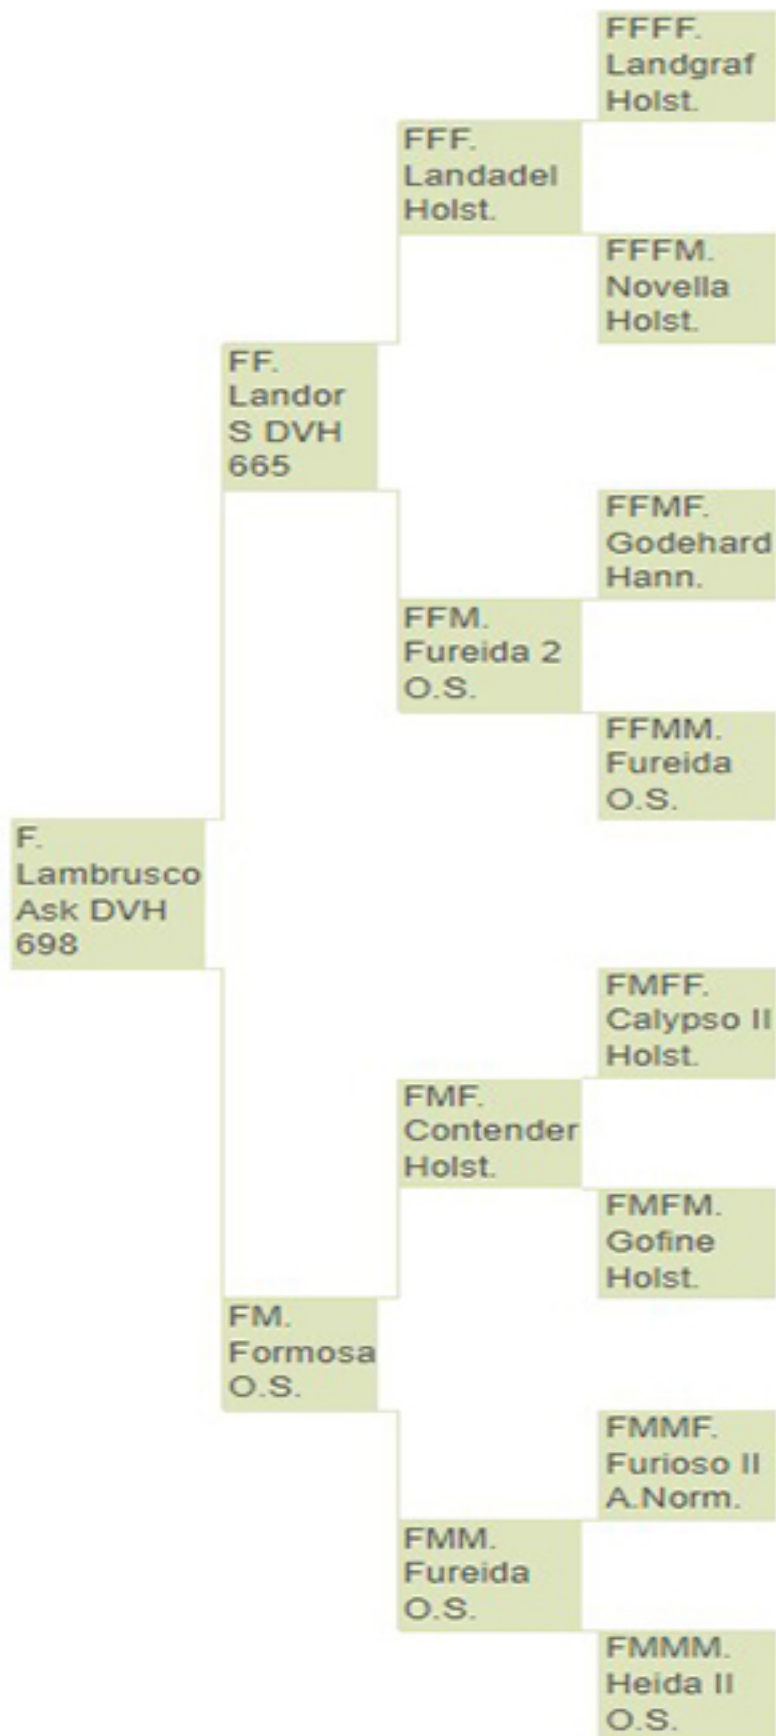 FFFF.
Landgraf
Holst.
FFF.
Landadel
Holst.
FFFM.
Novella
Holst.
FF.
Landor
S DVH
665
FFMF.
Godehard
Hann.
FFM.
Fureida 2
O.S.
FFMM.
Fureida
O.S.
F.
Lambrusco
Ask DVH
698
FMFF.
Calypso II
Holst.
FMF.
Contender
Holst.
FMFM.
Gofine
Holst.
FM.
Formosa
O.S.
FMMF.
Furioso II
A.Norm.
FMM.
Fureida
O.S.
FMMM.
Heida II
O.S.